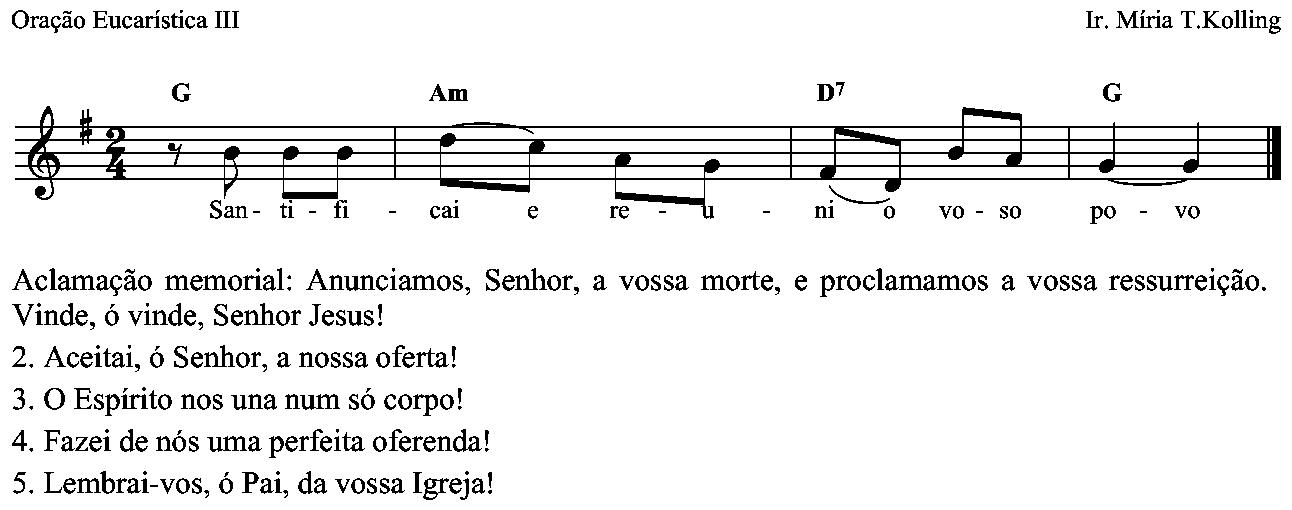 Oração Eucarística III Ir. Míria T.Kolling
G Am D7 G
2
4
San - ti - fi - cai e re - u - ni o vo - so po - vo
Aclamação memorial: Anunciamos, Senhor, a vossa morte, e proclamamos a vossa ressurreição.
Vinde, ó vinde, Senhor Jesus!
2. Aceitai, ó Senhor, a nossa oferta!
3. O Espírito nos una num só corpo!
4. Fazei de nós uma perfeita oferenda!
5. Lembrai-vos, ó Pai, da vossa Igreja!